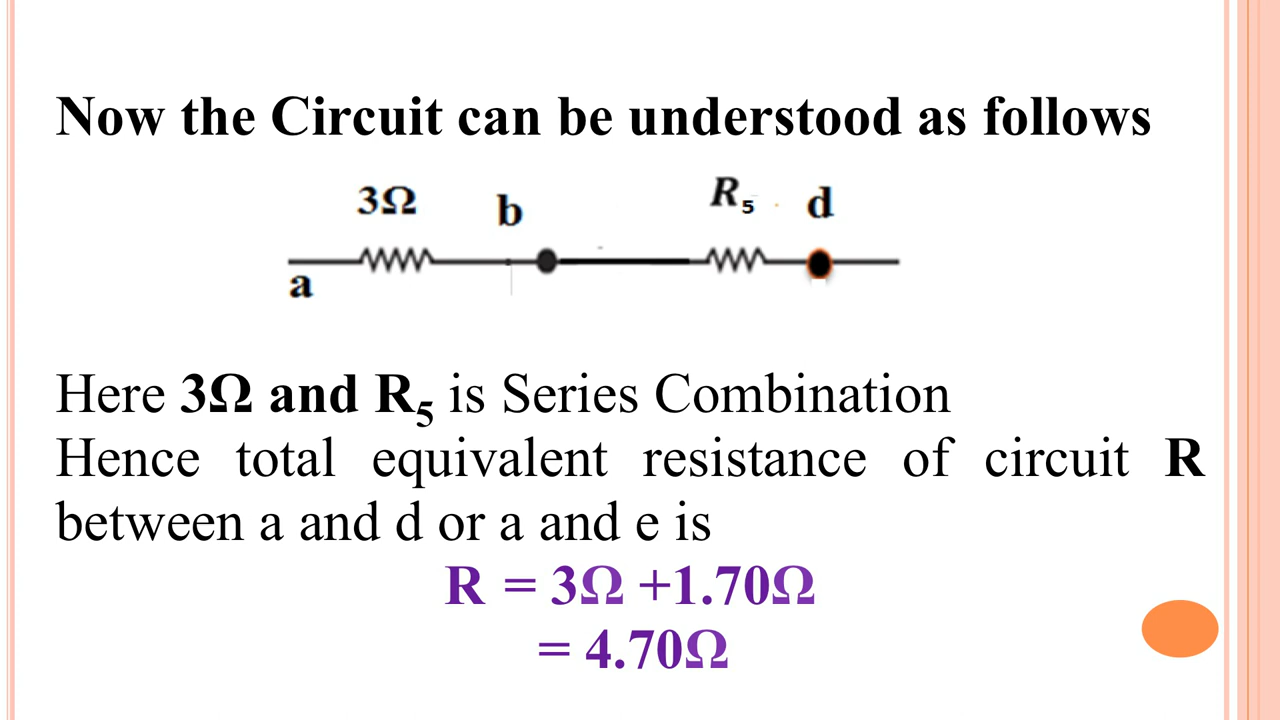 Now the Circuit can be understood as follows
3Ω b R₅ d
a
Here 3Ω and R₅ is Series Combination
Hence total equivalent resistance of circuit R
between a and d or a and e is
R = 3Ω +1.70Ω
= 4.70Ω